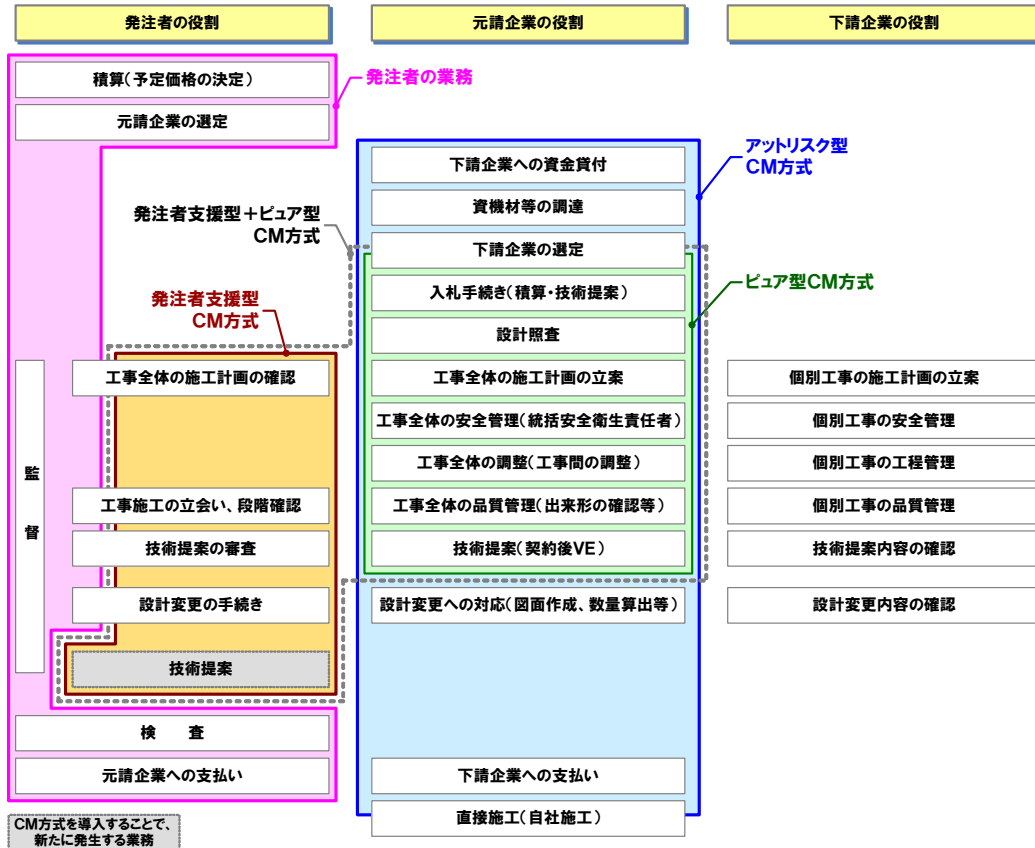 発注者の役割
元請企業の役割
下請企業の役割
積算(予定価格の決定)
元請企業の選定
発注者の業務
アットリスク型
CM方式
下請企業への資金貸付
資機材等の調達
下請企業の選定
発注者支援型+ピュア型
CM方式
入札手続き(積算・技術提案)
設計照査
ピュア型CM方式
発注者支援型
CM方式
監
督
工事全体の施工計画の確認
工事全体の施工計画の立案
個別工事の施工計画の立案
工事全体の安全管理(統括安全衛生責任者)
個別工事の安全管理
工事全体の調整(工事間の調整)
個別工事の工程管理
工事施工の立会い、段階確認
工事全体の品質管理(出来形の確認等)
個別工事の品質管理
技術提案の審査
技術提案(契約後VE)
技術提案内容の確認
設計変更の手続き
設計変更への対応(図面作成、数量算出等)
設計変更内容の確認
技術提案
検 査
元請企業への支払い
下請企業への支払い
直接施工(自社施工)
CM方式を導入することで、
新たに発生する業務